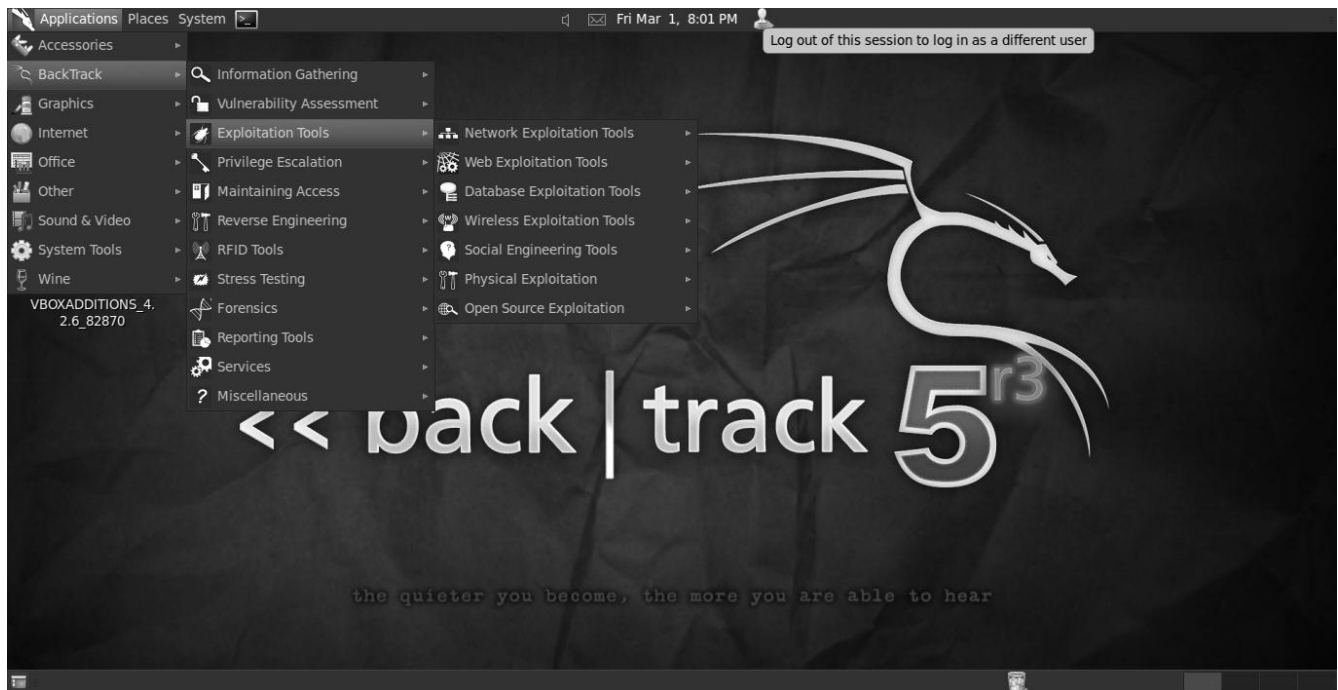 Applications Places System
Fri Mar 1, 8:01 PM
Log out of this session to log in as a different user
Accessories
BackTrack
Graphics
Internet
Office
Other
Sound & Video
System Tools
Wine
Information Gathering
Vulnerability Assessment
Exploitation Tools
Privilege Escalation
Maintaining Access
Reverse Engineering
RFID Tools
Stress Testing
Forensics
Reporting Tools
Services
Miscellaneous
Network Exploitation Tools
Web Exploitation Tools
Database Exploitation Tools
Wireless Exploitation Tools
Social Engineering Tools
Physical Exploitation
Open Source Exploitation
VBOXADDITIONS_4.
2.6_82870
<< back | track 5 r3
the quieter you become, the more you are able to hear